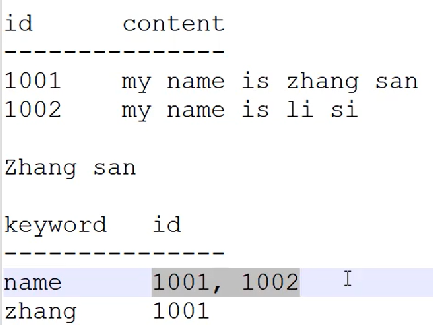 id content
---------------
1001 my name is zhang san
1002 my name is li si
Zhang san
keyword id
---------------
name 1001, 1002
zhang 1001